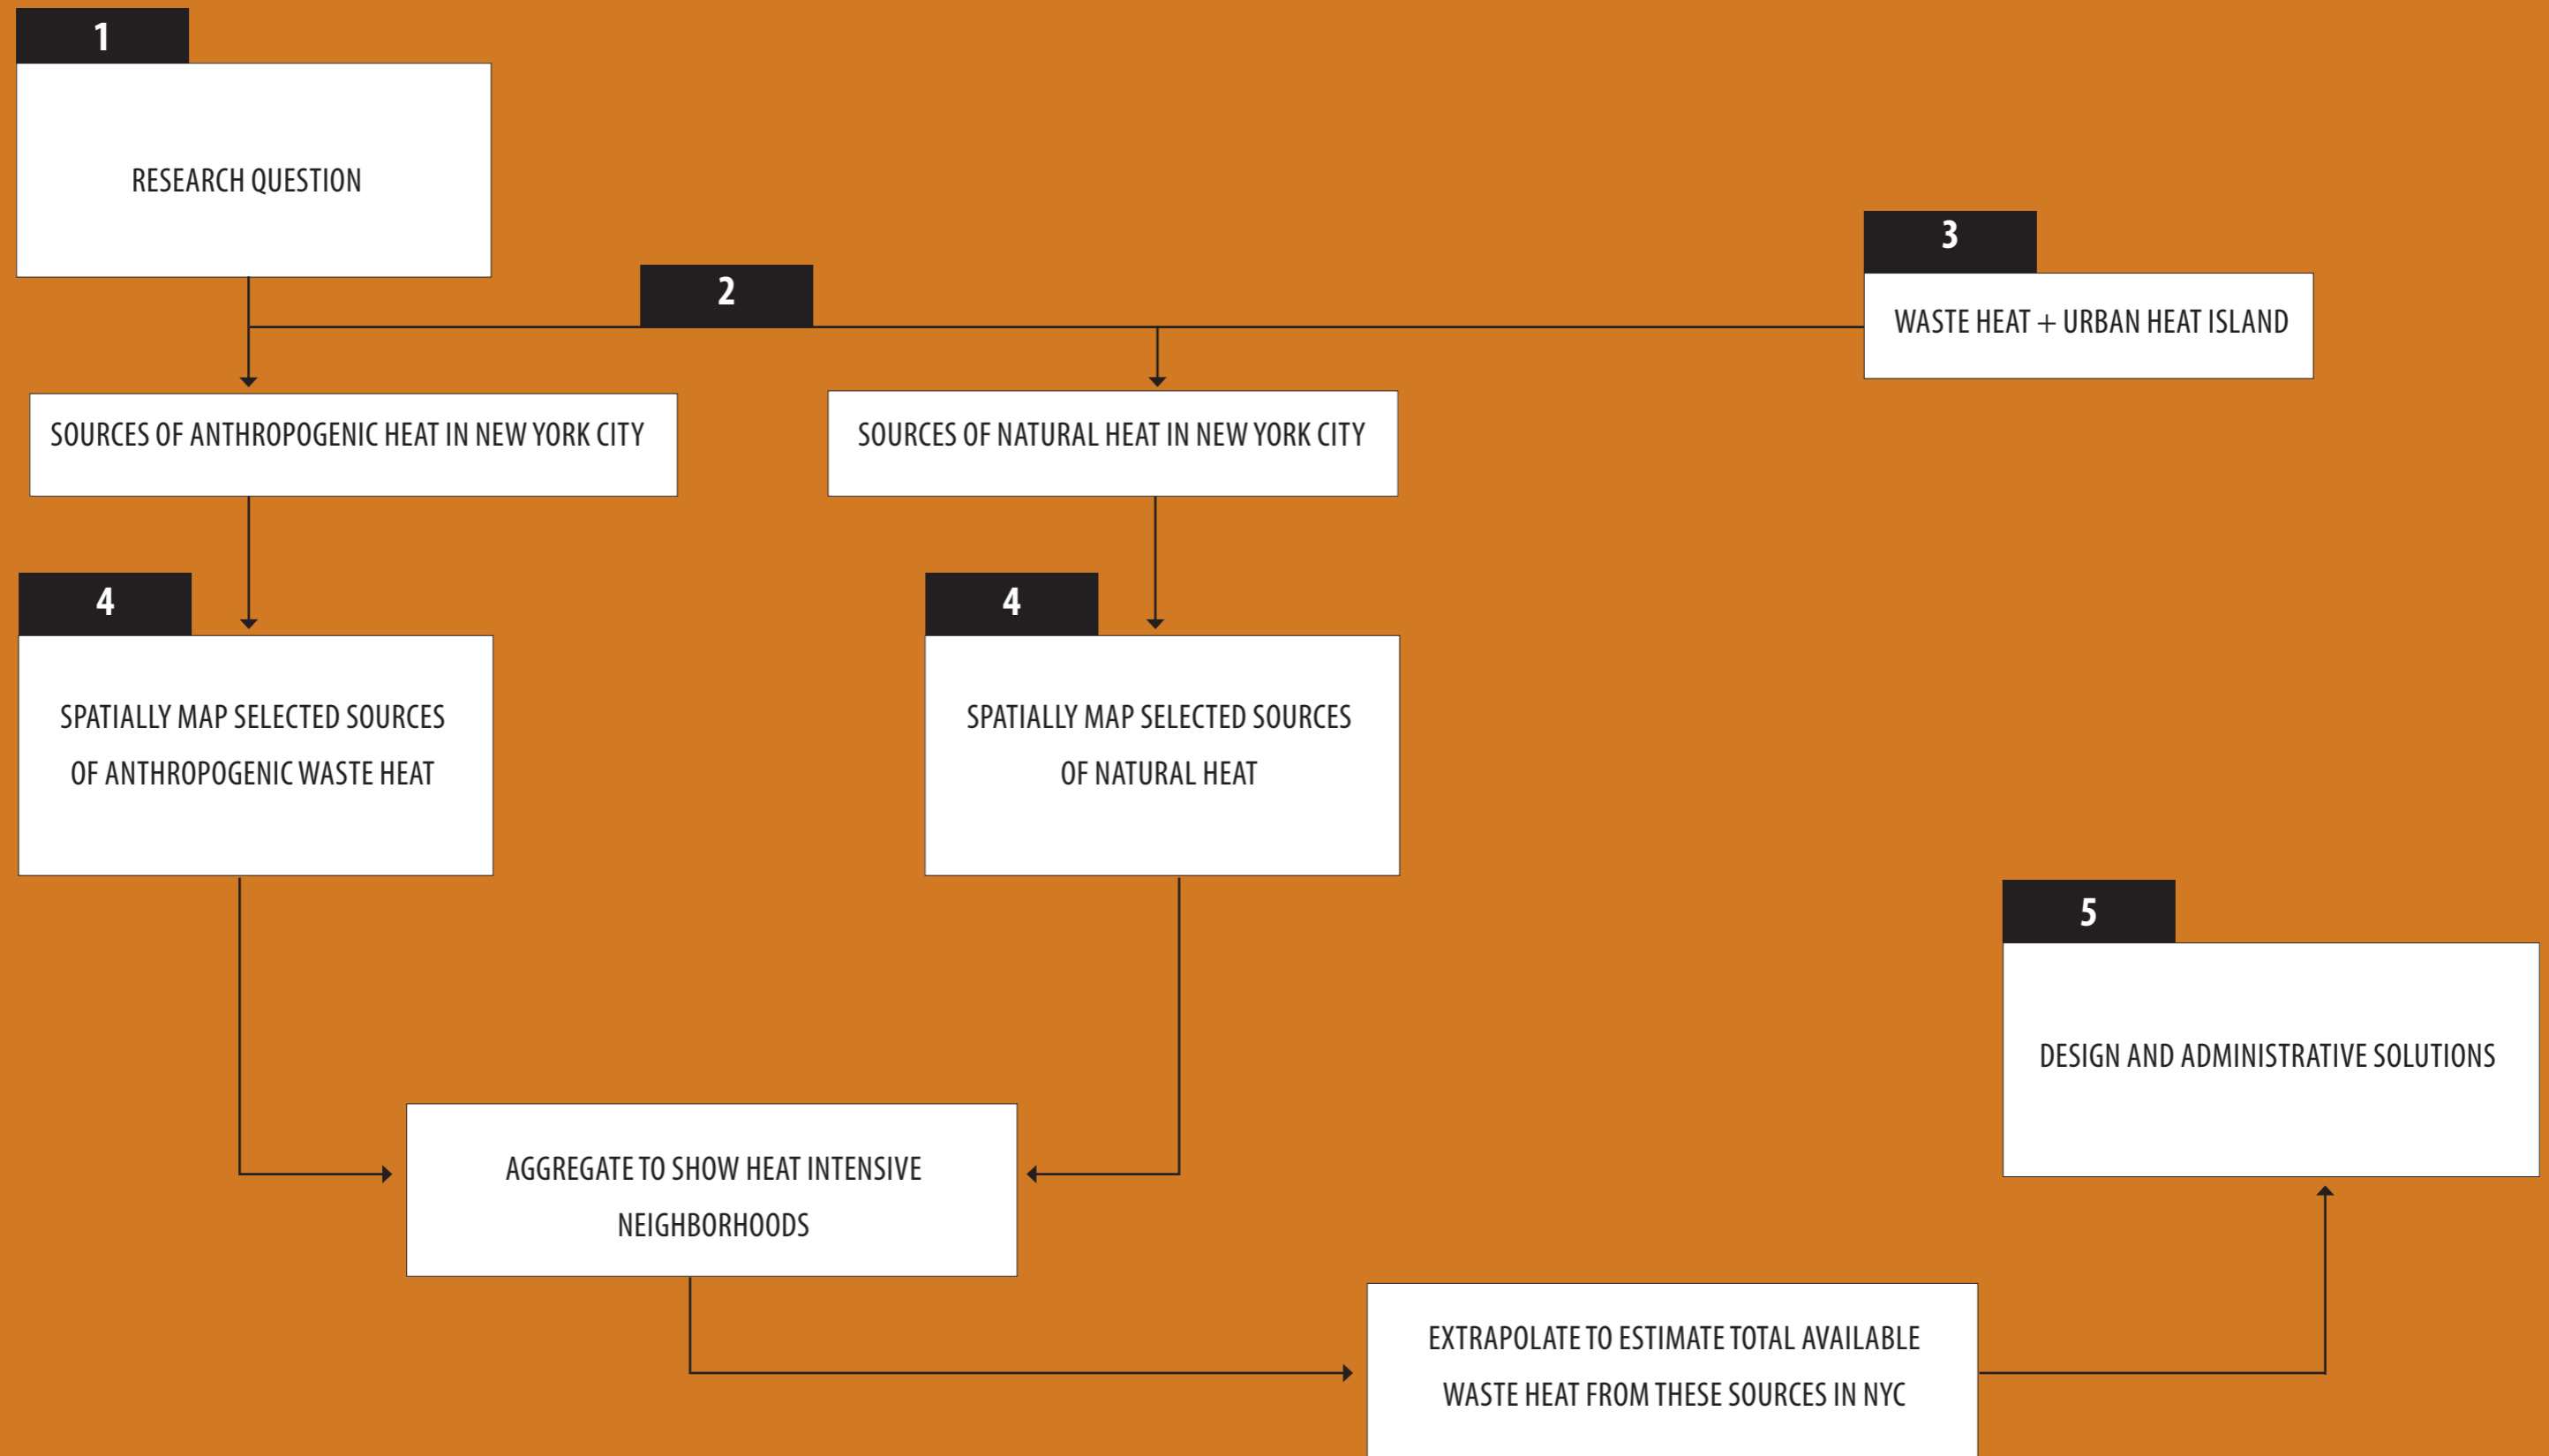 1
RESEARCH QUESTION
2
3
WASTE HEAT + URBAN HEAT ISLAND
SOURCES OF ANTHROPOGENIC HEAT IN NEW YORK CITY
SOURCES OF NATURAL HEAT IN NEW YORK CITY
4
SPATIALLY MAP SELECTED SOURCES
OF ANTHROPOGENIC WASTE HEAT
4
SPATIALLY MAP SELECTED SOURCES
OF NATURAL HEAT
AGGREGATE TO SHOW HEAT INTENSIVE
NEIGHBORHOODS
EXTRAPOLATE TO ESTIMATE TOTAL AVAILABLE
WASTE HEAT FROM THESE SOURCES IN NYC
5
DESIGN AND ADMINISTRATIVE SOLUTIONS